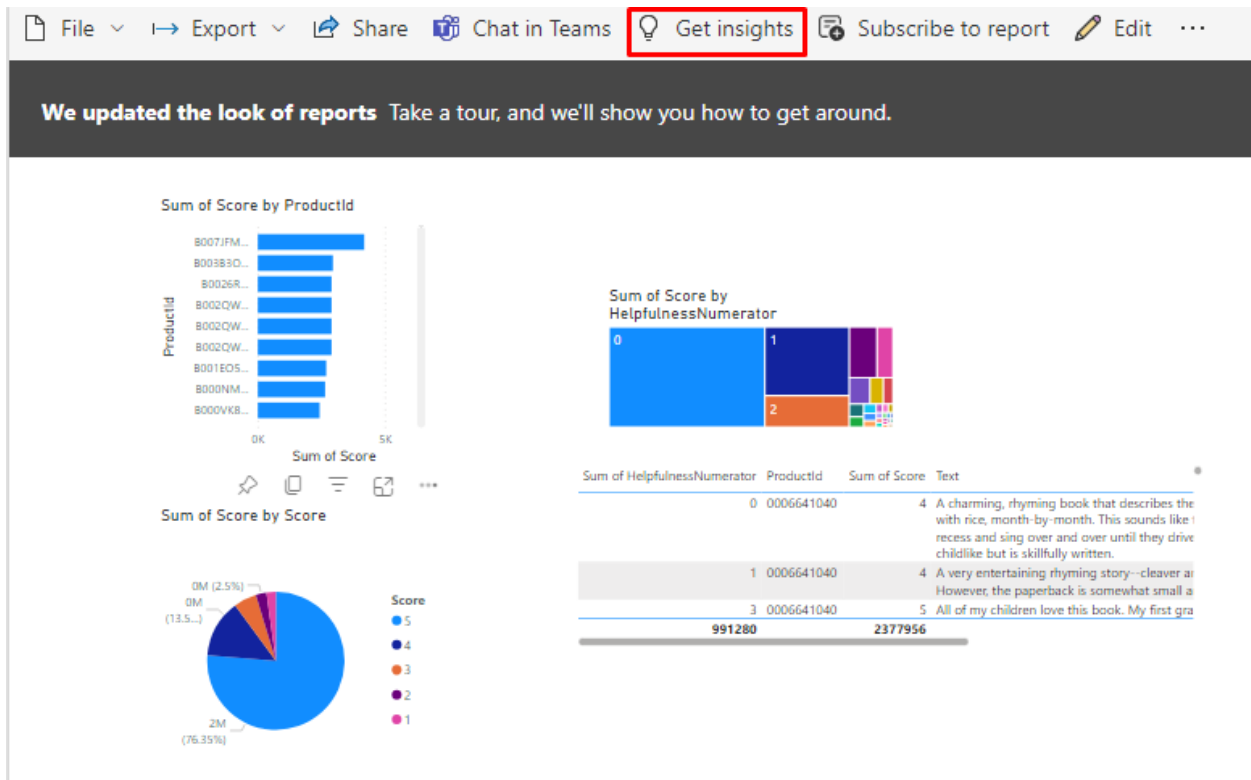 File Export Share Chat in Teams Get insights Subscribe to report Edit
We updated the look of reports Take a tour, and we'll show you how to get around.
Sum of Score by ProductId
ProductId
B007JFM...
B003B3O...
B0026R...
B002QW...
B002QW...
B002QW...
B001EO5...
B000NM...
B000VKB...
0K 5K
Sum of Score
Sum of Score by
HelpfulnessNumerator
0
1
2
Sum of HelpfulnessNumerator ProductId Sum of Score Text
0 0006641040 4 A charming, rhyming book that describes the
with rice, month-by-month. This sounds like
recess and sing over and over until they drive
childlike but is skillfully written.
1 0006641040 4 A very entertaining rhyming story--cleaver
However, the paperback is somewhat small a
3 0006641040 5 All of my children love this book. My first gra
991280 2377956
Sum of Score by Score
0M (2.5%)
0M
(13.5...)
2M
(76.35%)
Score
5
4
3
2
1